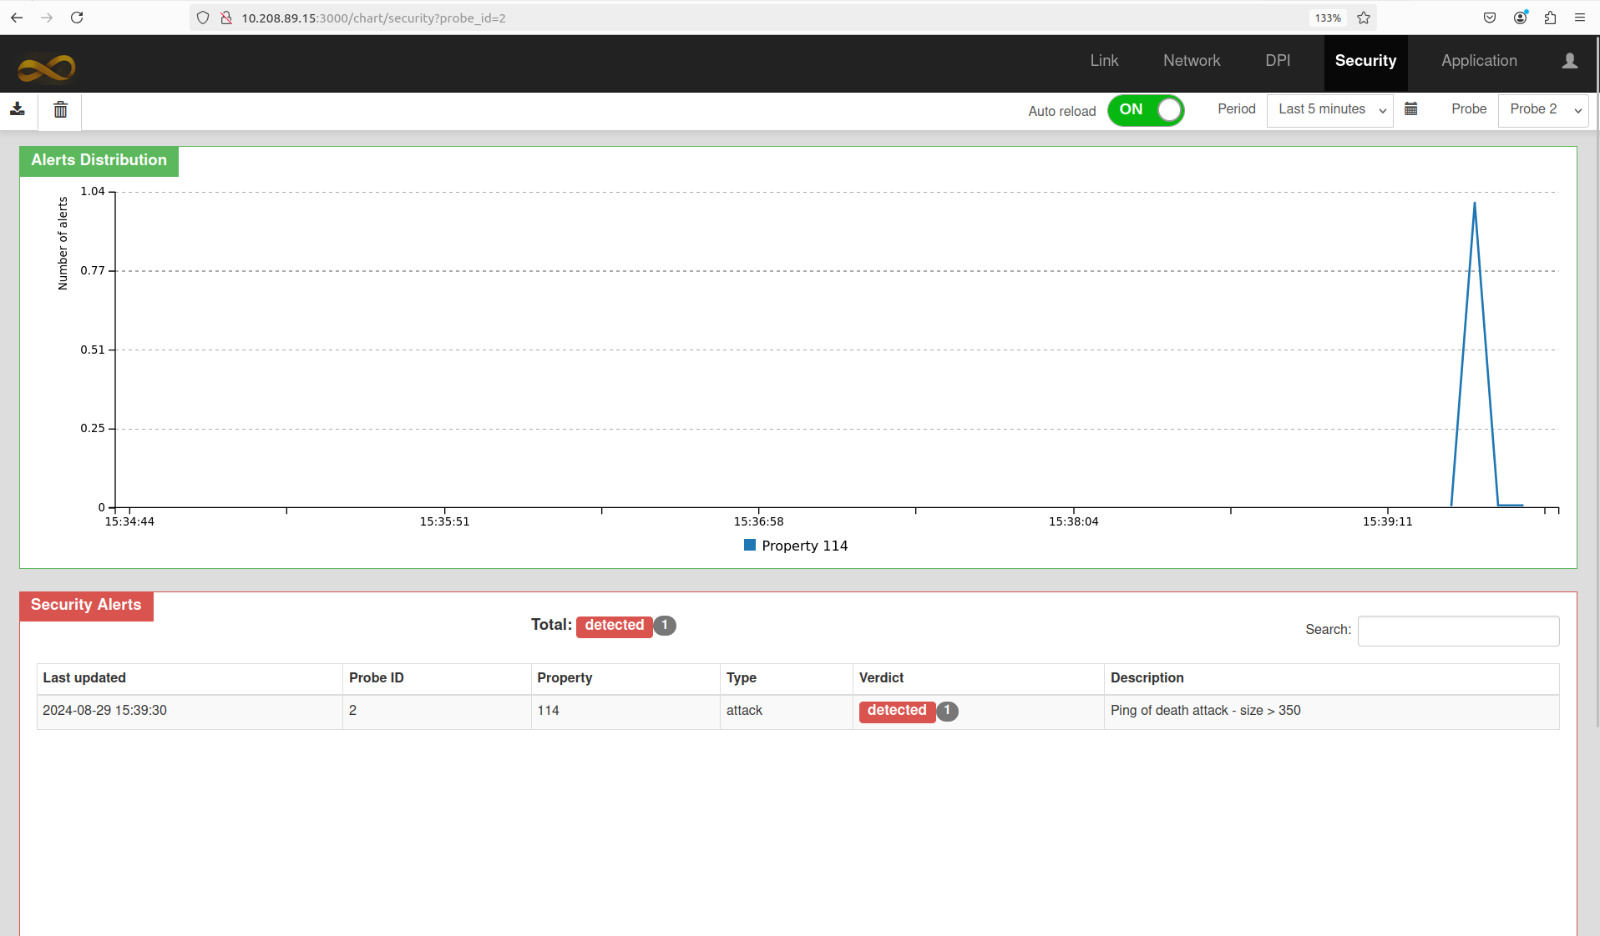 10.208.89.15:3000/chart/security?probe_id=2
133%
Link Network DPI Security Application
Auto reload ON Period Last 5 minutes Probe Probe 2
Alerts Distribution
Number of alerts
1.04
0.77
0.51
0.25
0
15:34:44 15:35:51 15:36:58 15:38:04 15:39:11
Property 114
Security Alerts
Total: detected 1
Search:
Last updated Probe ID Property Type Verdict Description
2024-08-29 15:39:30 2 114 attack detected 1 Ping of death attack - size > 350